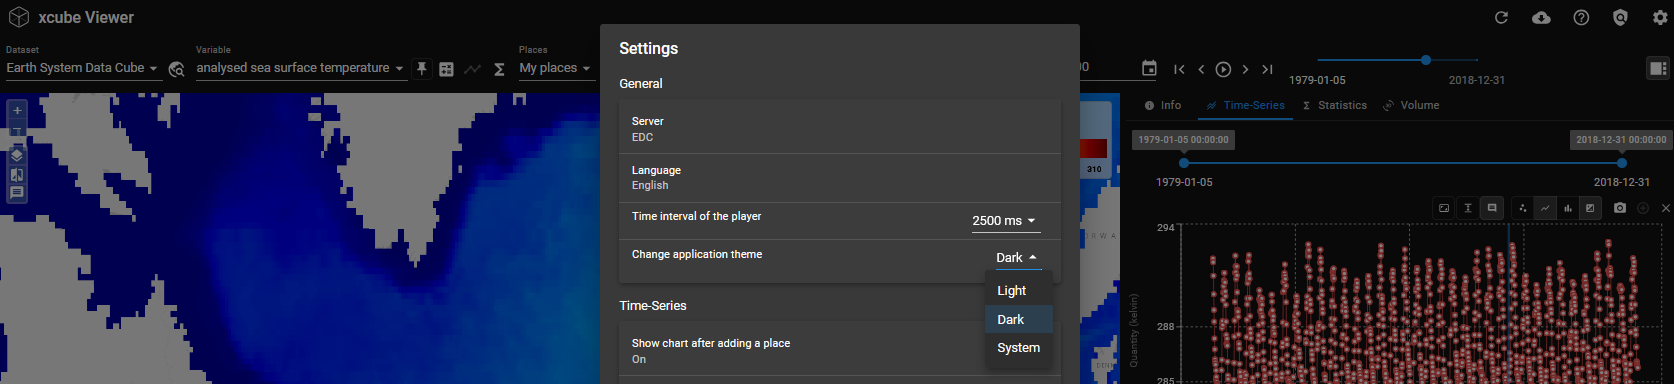 xcube Viewer
Dataset
Earth System Data Cube
Variable
analysed sea surface temperature
Places
My places
00
1979-01-05
2018-12-31
Settings
General
Server
EDC
Language
English
Time interval of the player
2500 ms
Change application theme
Dark
Light
Dark
System
Time-Series
Show chart after adding a place
On
310
Info
Time-Series
Statistics
Volume
1979-01-05 00:00:00
2018-12-31 00:00:00
1979-01-05
2018-12-31
294
288
285
Quantity (kelvin)